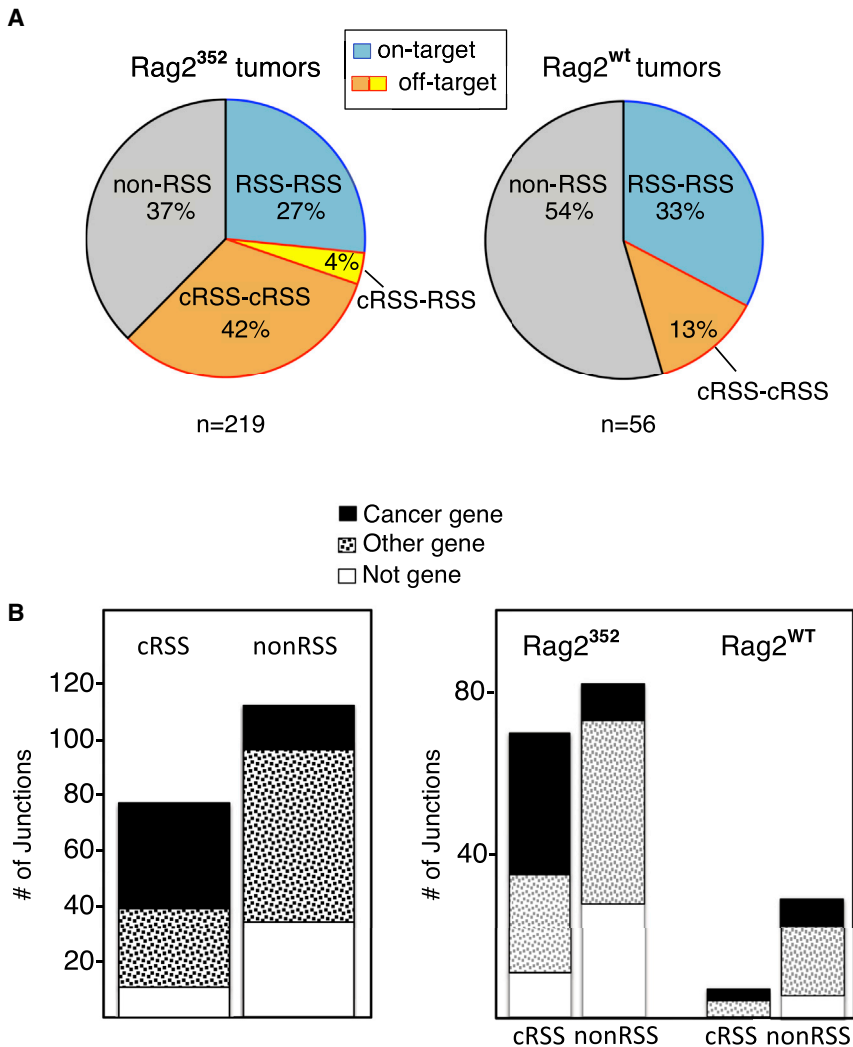 A
Rag2352 tumors
on-target
off-target
Rag2wt tumors
non-RSS
37%
RSS-RSS
27%
4%
cRSS-RSS
cRSS-cRSS
42%
n=219
non-RSS
54%
RSS-RSS
33%
13%
cRSS-cRSS
n=56
Cancer gene
Other gene
Not gene
B
cRSS nonRSS
# of Junctions
120
100
80
60
40
20
Rag2352 Rag2WT
# of Junctions
80
40
cRSS nonRSS cRSS nonRSS